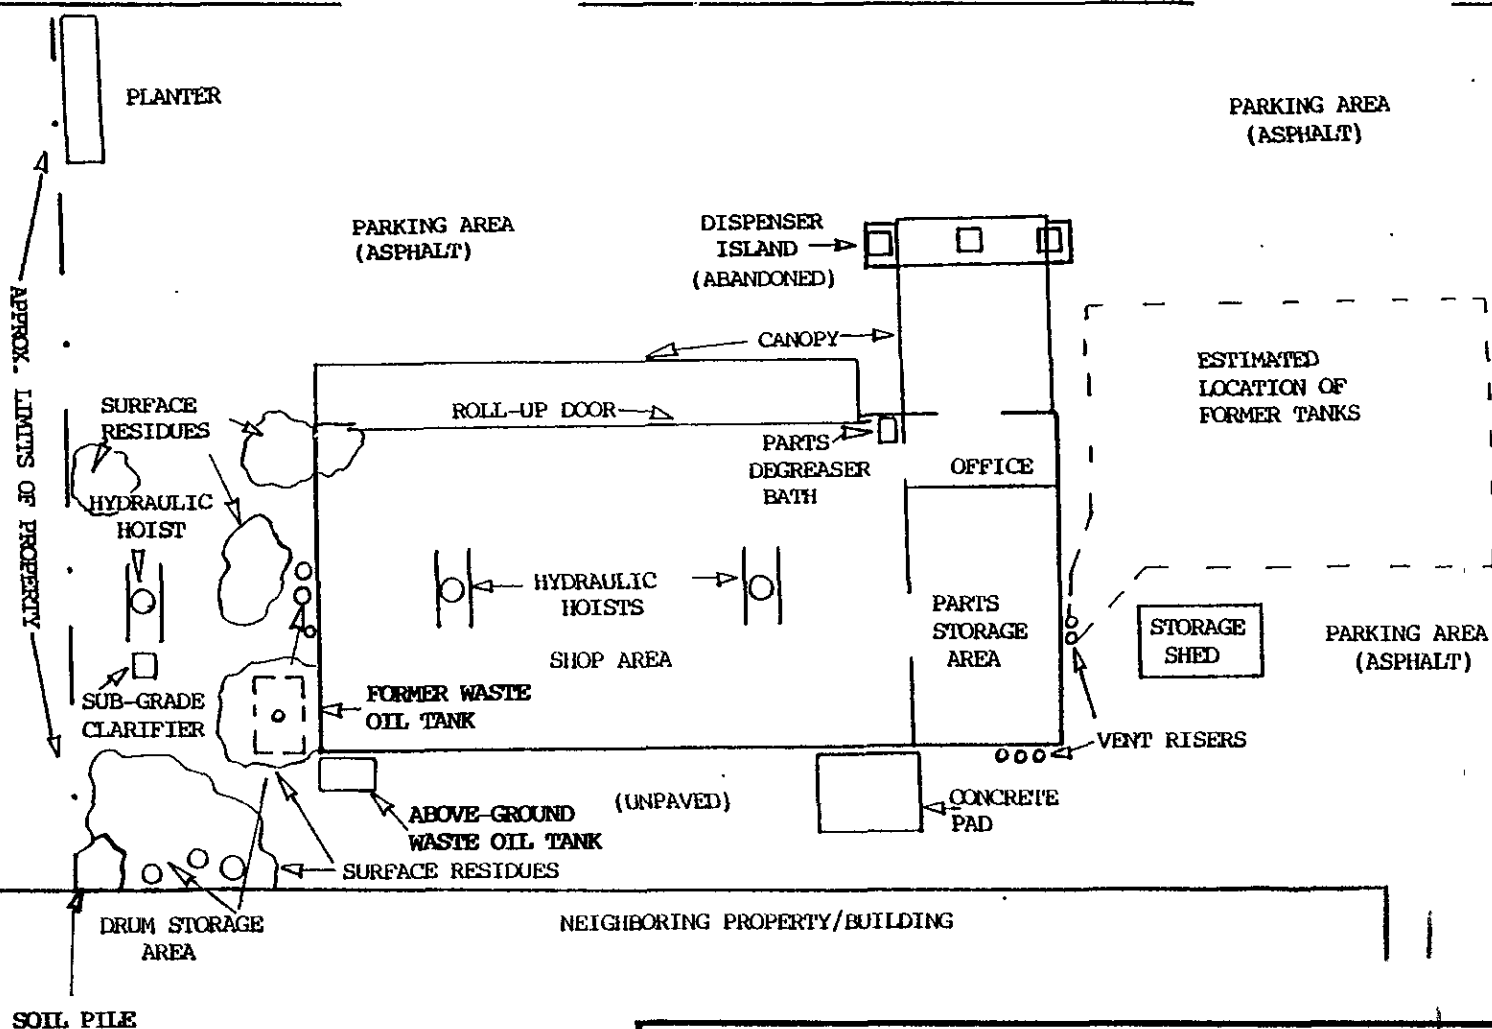 PLANTER
PARKING AREA
(ASPHALT)
PARKING AREA
(ASPHALT)
DISPENSER
ISLAND
(ABANDONED)
CANOPY
ESTIMATED
LOCATION OF
FORMER TANKS
APPROX. LIMITS OF PROPERTY
SURFACE
RESIDUES
ROLL-UP DOOR
PARTS
DEGREASER
BATH
OFFICE
HYDRAULIC
HOIST
HYDRAULIC
HOISTS
SHOP AREA
PARTS
STORAGE
AREA
STORAGE
SHED
PARKING AREA
(ASPHALT)
SUB-GRADE
CLARIFIER
FORMER WASTE
OIL TANK
VENT RISERS
ABOVE-GROUND
WASTE OIL TANK
(UNPAVED)
CONCRETE
PAD
SURFACE RESIDUES
DRUM STORAGE
AREA
NEIGHBORING PROPERTY/BUILDING
SOIL PILE